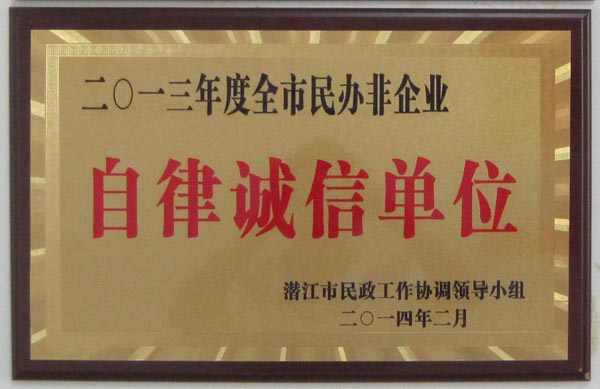 二〇一三年度全市民办非企业
自律诚信单位
潜江市民政工作协调领导小组
二〇一四年二月